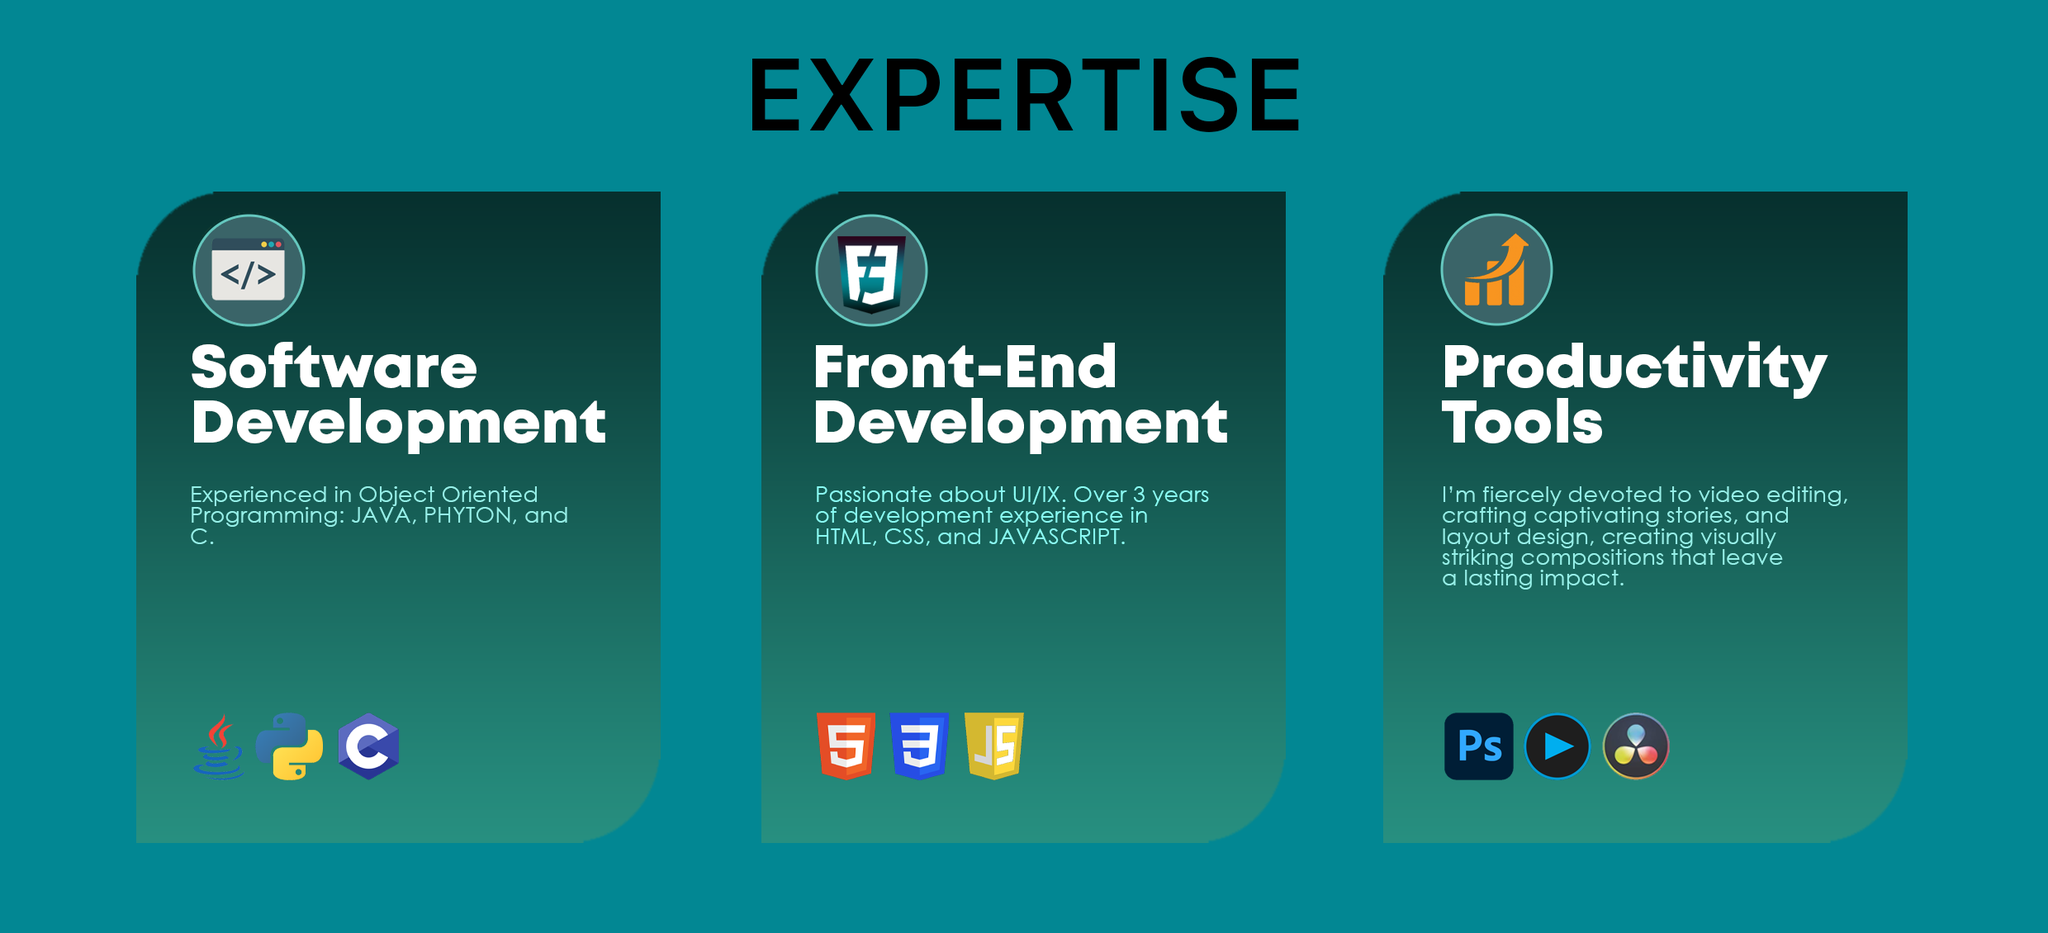 EXPERTISE
</>
Software
Development
Experienced in Object Oriented
Programming: JAVA, PHYTON, and
C.
C
Front-End
Development
Passionate about UI/IX. Over 3 years
of development experience in
HTML, CSS, and JAVASCRIPT.
5
3
JS
Productivity
Tools
I’m fiercely devoted to video editing,
crafting captivating stories, and
layout design, creating visually
striking compositions that leave
a lasting impact.
Ps